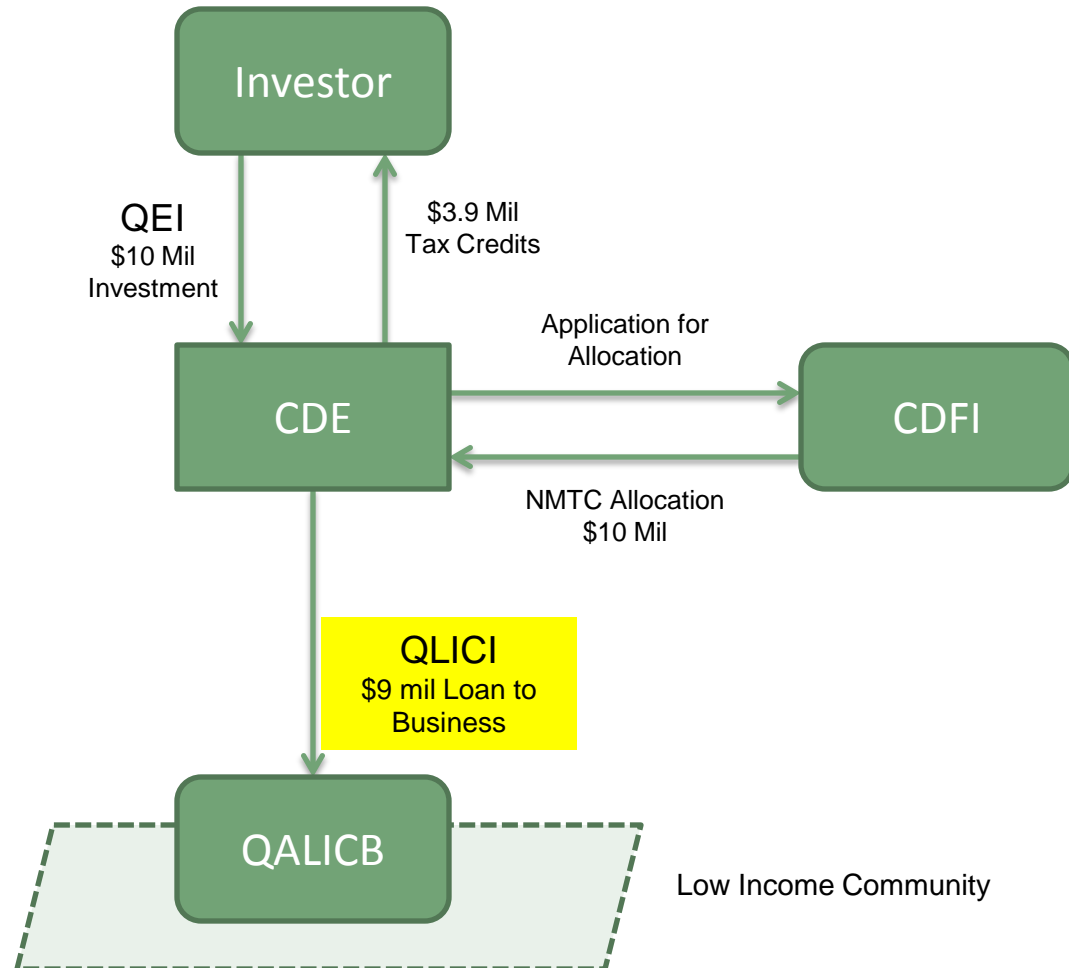 Investor
QEI
$10 Mil
Investment
$3.9 Mil
Tax Credits
Application for
Allocation
CDE
CDFI
NMTC Allocation
$10 Mil
QLICI
$9 mil Loan to
Business
QALICB
Low Income Community